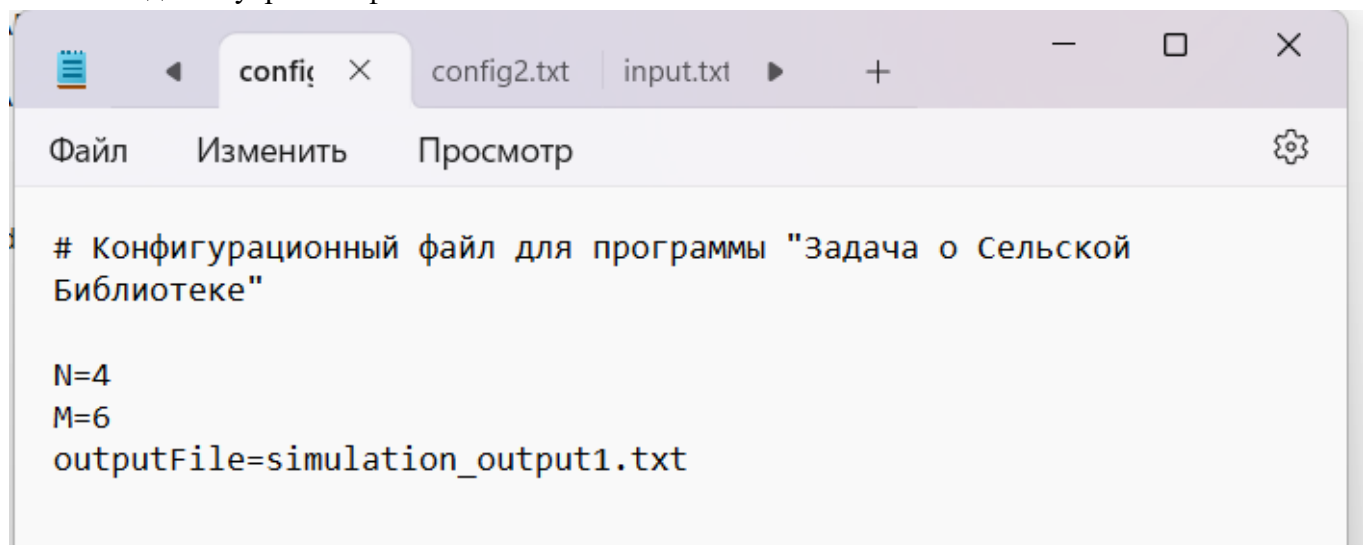 config config2.txt input.txt
Файл Изменить Просмотр
# Конфигурационный файл для программы "Задача о Сельской
Библиотеке"
N=4
M=6
outputFile=simulation_output1.txt